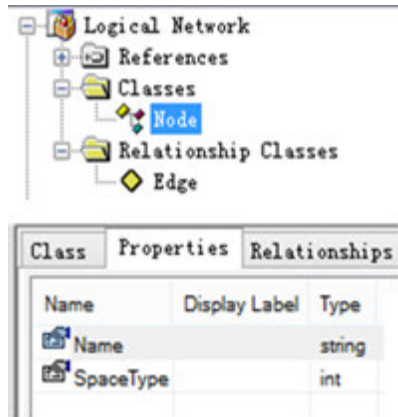 Logical Network
References
Classes
Node
Relationship Classes
Edge
Class Properties Relationships
Name Display Label Type
Name string
SpaceType int